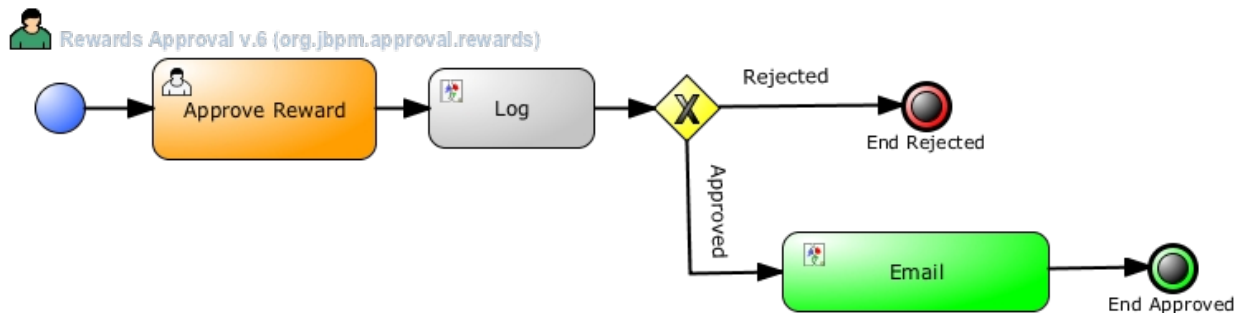 Rewards Approval v.6 (org.jbpm.approval.rewards)
Approve Reward
Log
X
Rejected
End Rejected
Approved
Email
End Approved